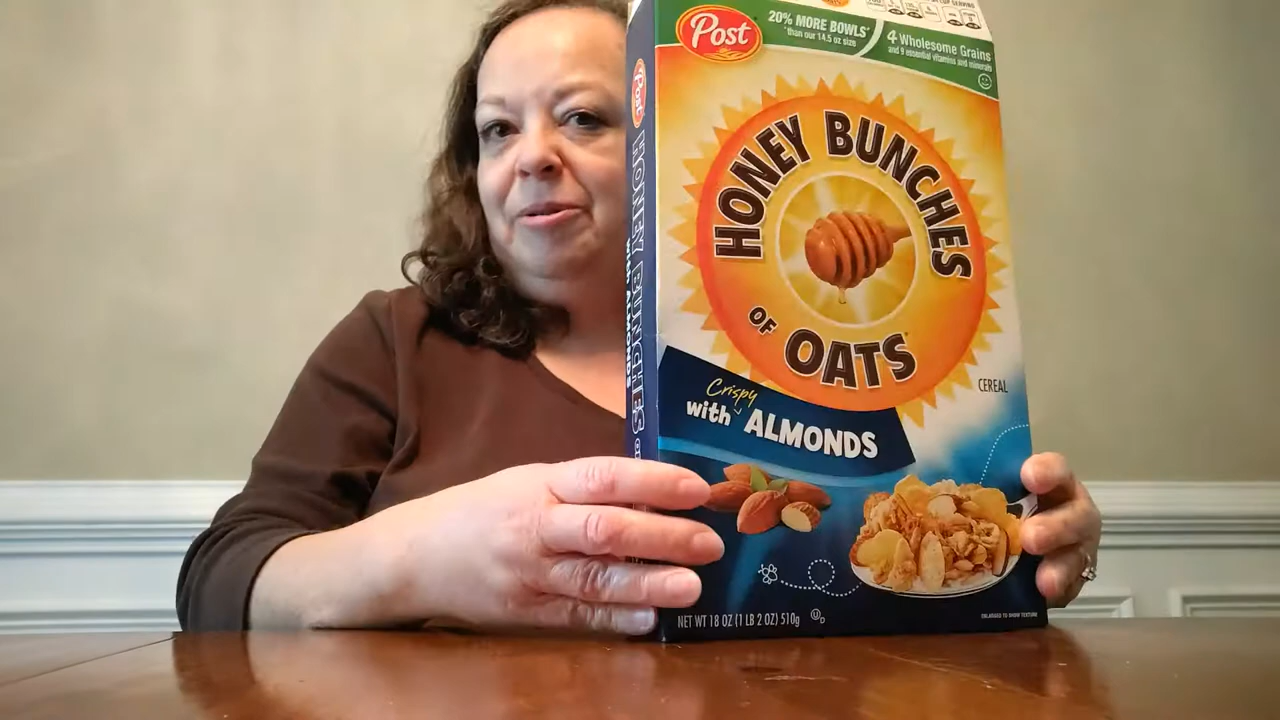 Post
20% MORE BOWLS*
*than our 14.5 oz size
4 Wholesome Grains
and 9 essential vitamins and minerals
HONEY BUNCHES
OF
OATS
CEREAL
Crispy
with ALMONDS
NET WT 18 OZ (1 LB 2 OZ) 510g
ENLARGED TO SHOW TEXTURE
Post
HONEY BUNCHES
with ALMONDS